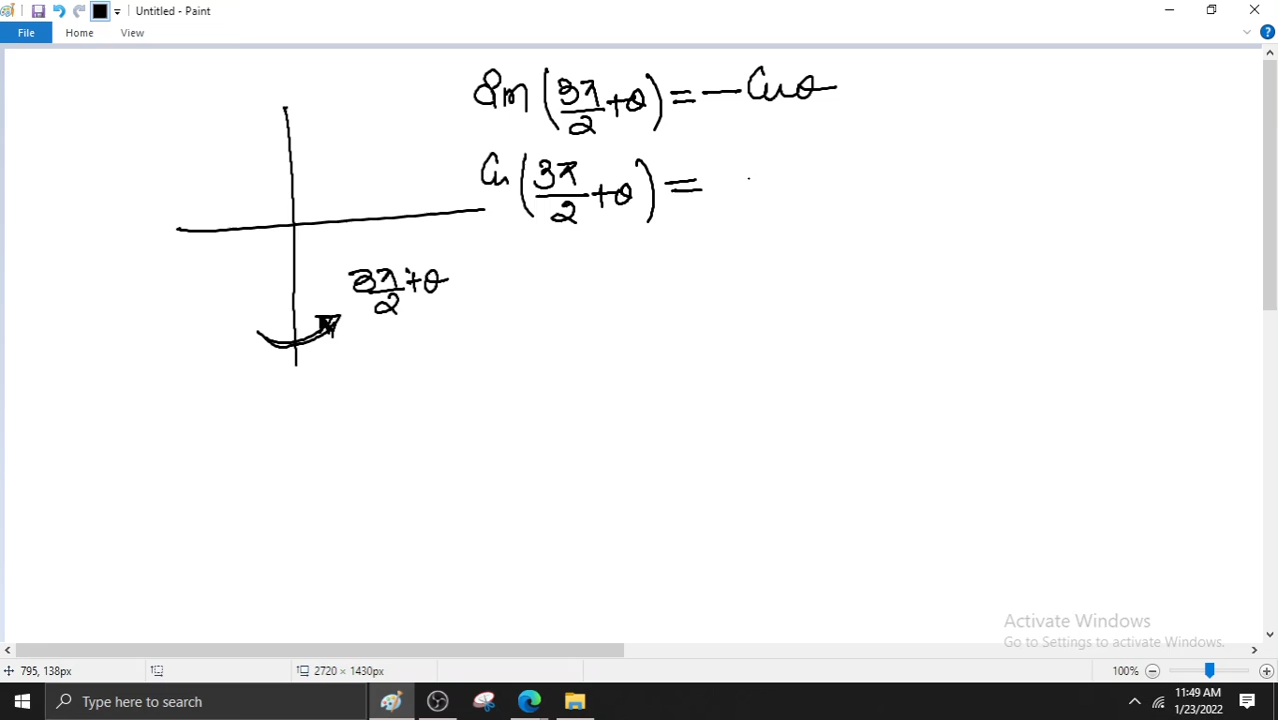 Untitled - Paint
File Home View
Sin (3π/2 + θ) = - Cos θ
Cos (3π/2 + θ) =
3π/2 + θ
Activate Windows
Go to Settings to activate Windows.
795, 138px
2720 × 1430px
100%
Type here to search
11:49 AM
1/23/2022